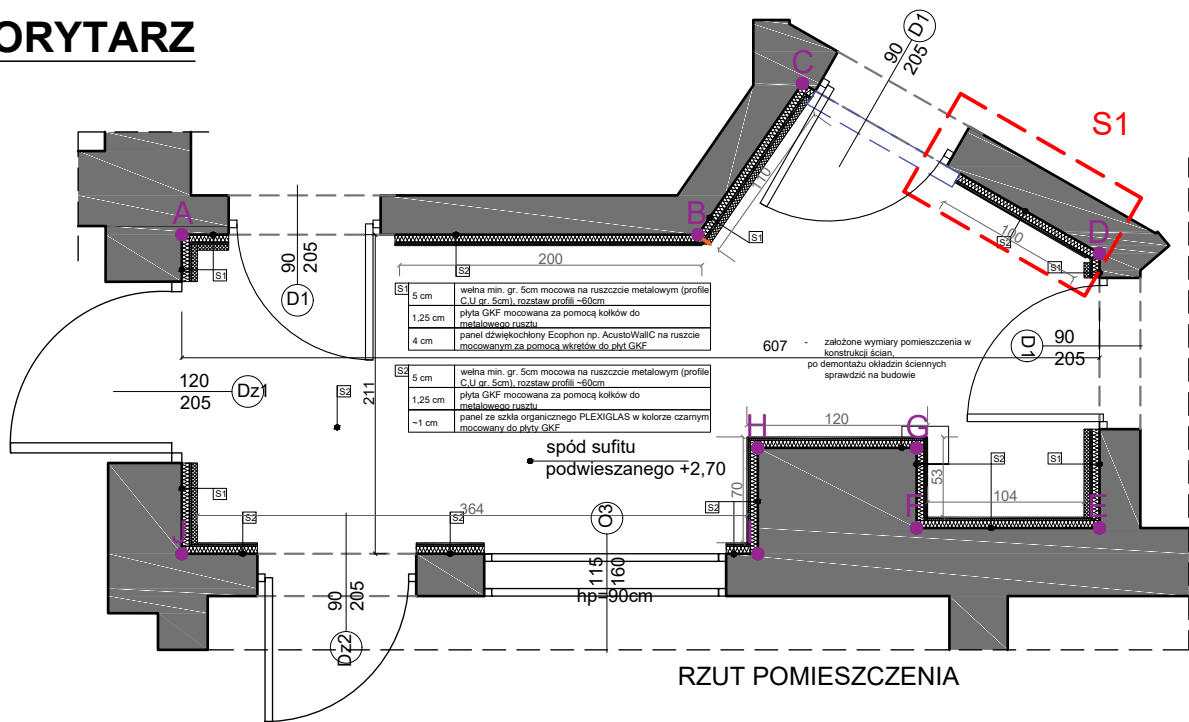 ORYTARZ
A
B
C
D
E
F
G
H
I
J
S1
D1
90
205
D1
90
205
D1
90
205
Dz1
120
205
Dz2
90
205
O3
115
160
hp=90cm
110
100
200
211
364
120
70
53
104
607
- założone wymiary pomieszczenia w
konstrukcji ścian,
po demontażu okładzin ściennych
sprawdzić na budowie
S1
5 cm wełna min. gr. 5cm mocowa na ruszczcie metalowym (profile
C,U gr. 5cm), rozstaw profili ~60cm
1,25 cm płyta GKF mocowana za pomocą kołków do
metalowego rusztu
4 cm panel dźwiękochłony Ecophon np. AcustoWallC na ruszcie
mocowanym za pomocą wkrętów do płyt GKF
S2
5 cm wełna min. gr. 5cm mocowa na ruszczcie metalowym (profile
C,U gr. 5cm), rozstaw profili ~60cm
1,25 cm płyta GKF mocowana za pomocą kołków do
metalowego rusztu
~1 cm panel ze szkła organicznego PLEXIGLAS w kolorze czarnym
mocowany do płyty GKF
spód sufitu
podwieszanego +2,70
S1
S2
S1
S2
S1
S2
S1
S2
S2
S2
S2
S1
RZUT POMIESZCZENIA